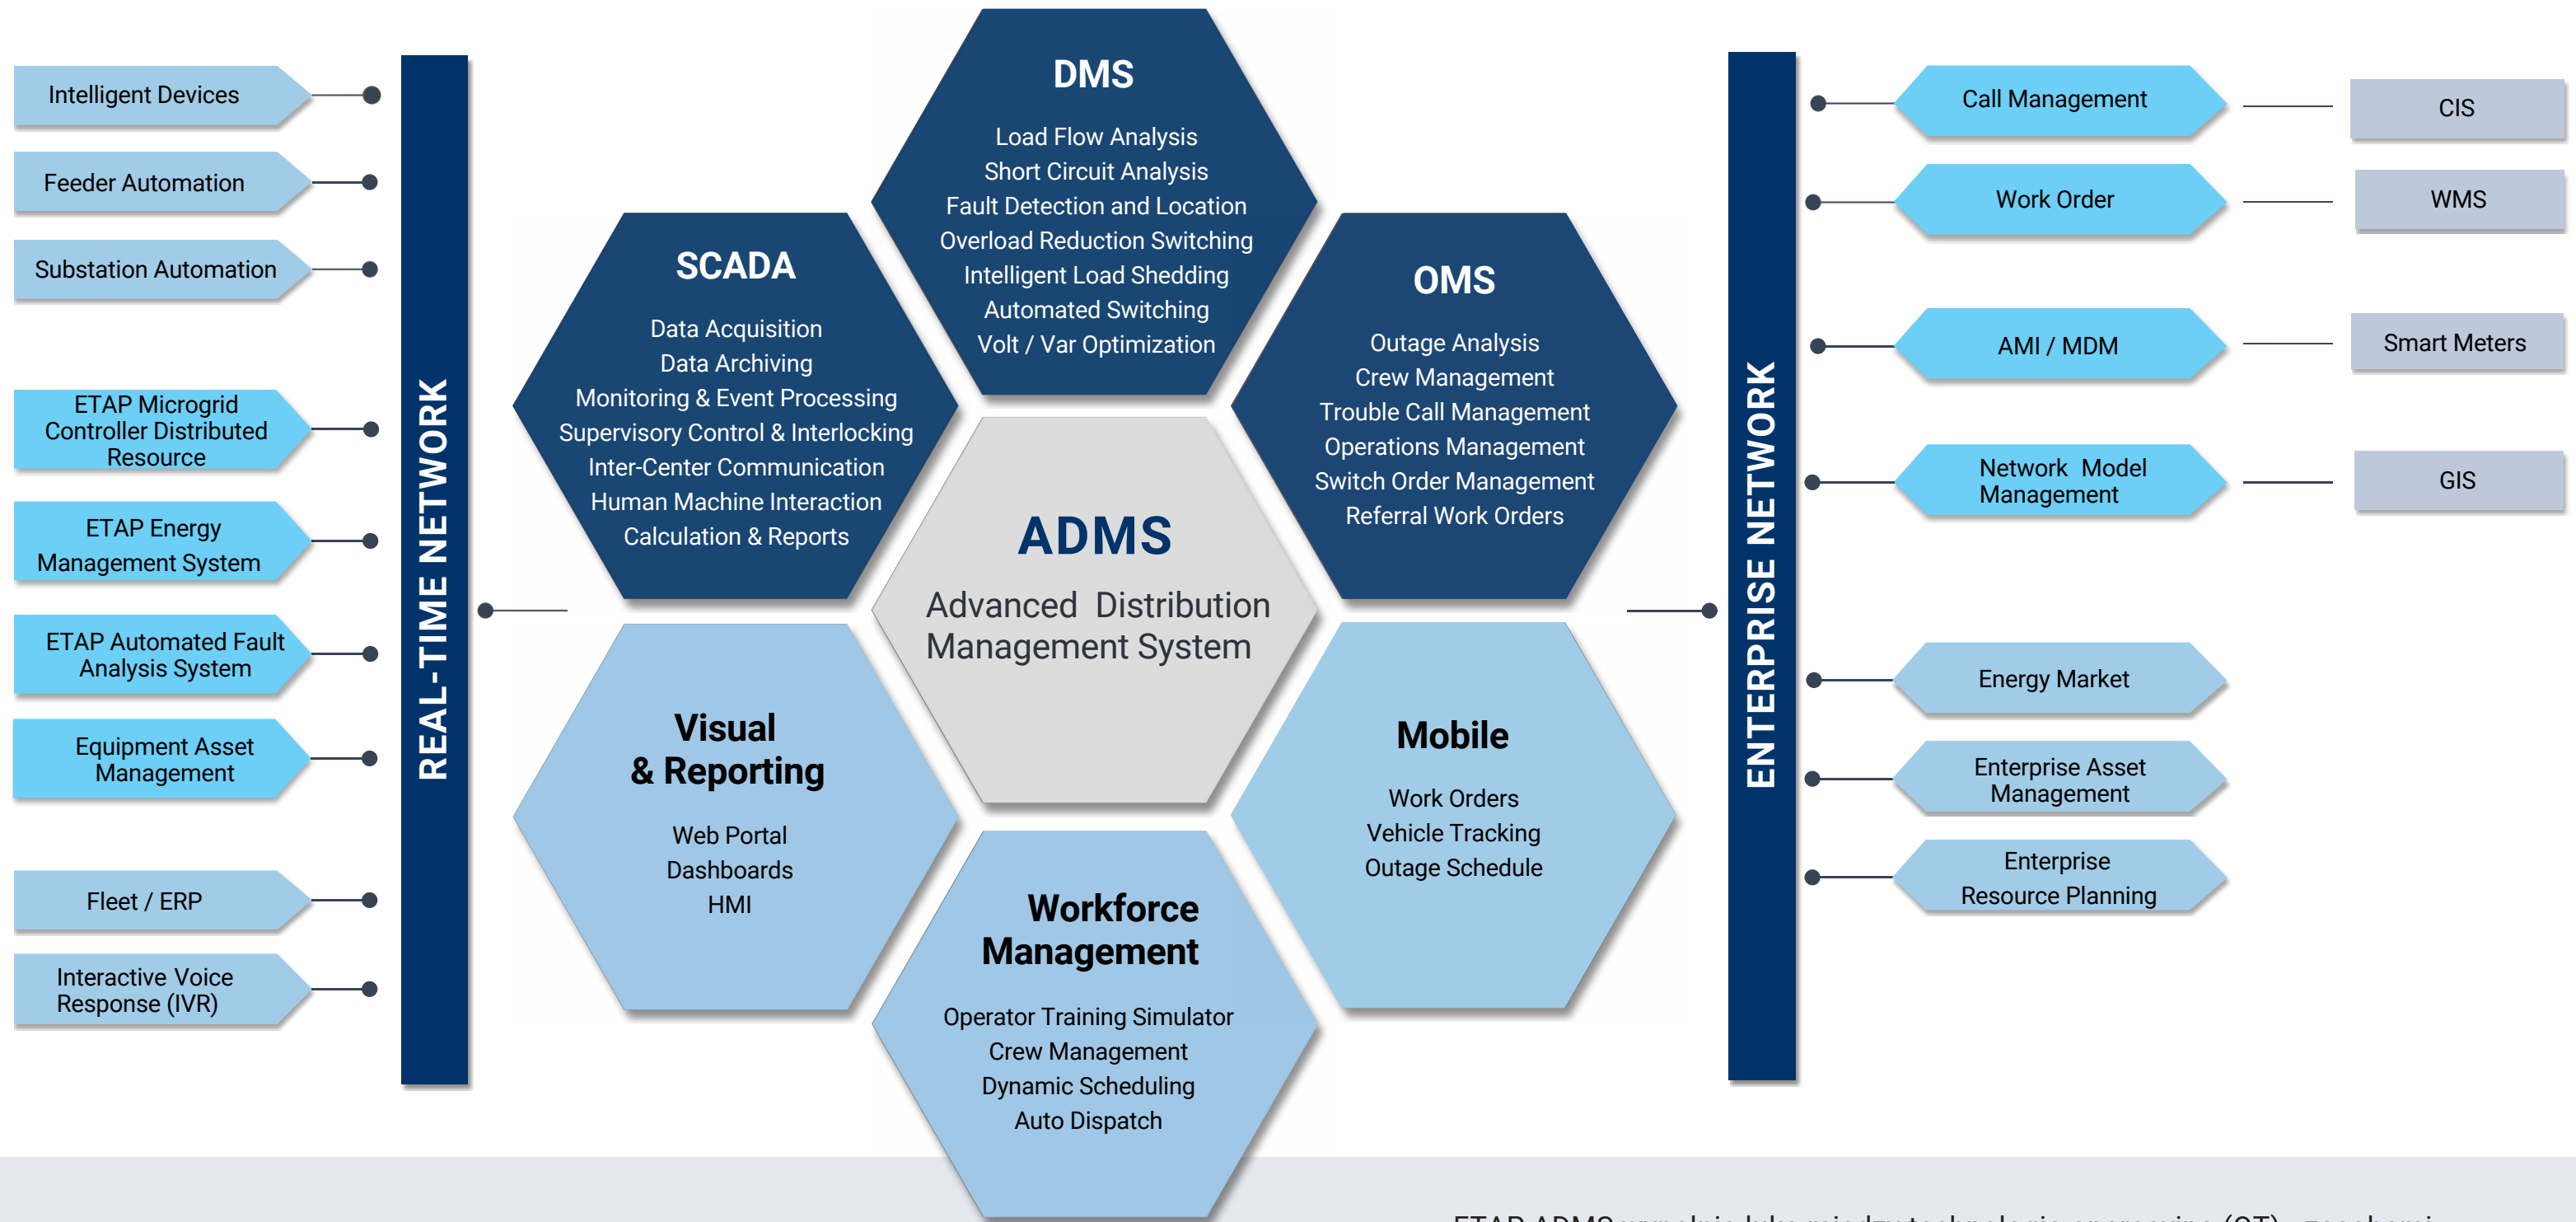 Intelligent Devices
Feeder Automation
Substation Automation
ETAP Microgrid
Controller Distributed
Resource
ETAP Energy
Management System
ETAP Automated Fault
Analysis System
Equipment Asset
Management
Fleet / ERP
Interactive Voice
Response (IVR)
REAL-TIME NETWORK
SCADA
Data Acquisition
Data Archiving
Monitoring & Event Processing
Supervisory Control & Interlocking
Inter-Center Communication
Human Machine Interaction
Calculation & Reports
DMS
Load Flow Analysis
Short Circuit Analysis
Fault Detection and Location
Overload Reduction Switching
Intelligent Load Shedding
Automated Switching
Volt / Var Optimization
OMS
Outage Analysis
Crew Management
Trouble Call Management
Operations Management
Switch Order Management
Referral Work Orders
ADMS
Advanced Distribution
Management System
Visual
& Reporting
Web Portal
Dashboards
HMI
Workforce
Management
Operator Training Simulator
Crew Management
Dynamic Scheduling
Auto Dispatch
Mobile
Work Orders
Vehicle Tracking
Outage Schedule
ENTERPRISE NETWORK
Call Management
CIS
Work Order
WMS
AMI / MDM
Smart Meters
Network Model
Management
GIS
Energy Market
Enterprise Asset
Management
Enterprise
Resource Planning
ETAP ADMS